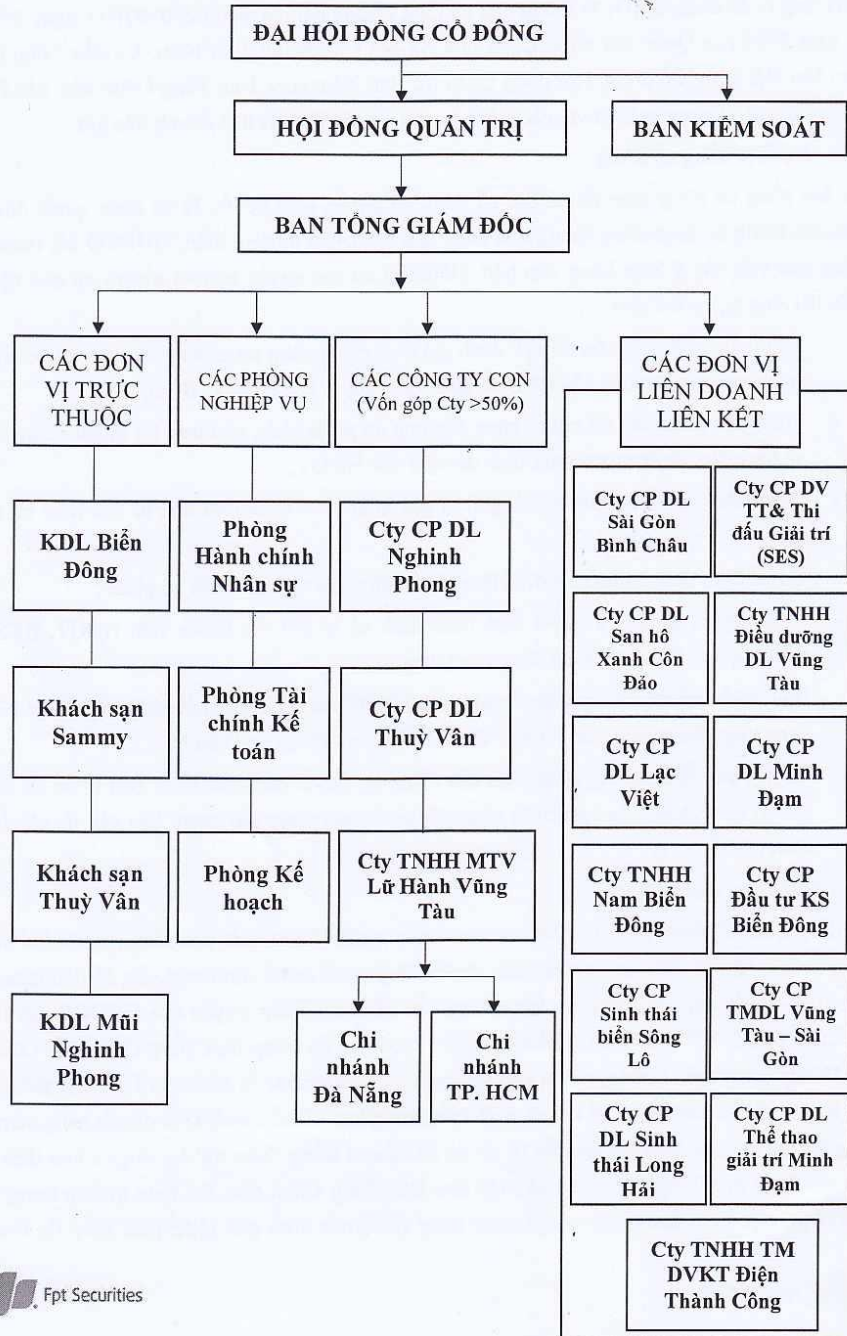 ĐẠI HỘI ĐỒNG CỔ ĐÔNG
HỘI ĐỒNG QUẢN TRỊ
BAN KIỂM SOÁT
BAN TỔNG GIÁM ĐỐC
CÁC ĐƠN
VỊ TRỰC
THUỘC
CÁC PHÒNG
NGHIỆP VỤ
CÁC CÔNG TY CON
(Vốn góp Cty >50%)
CÁC ĐƠN VỊ
LIÊN DOANH
LIÊN KẾT
KDL Biển
Đông
Khách sạn
Sammy
Khách sạn
Thuỳ Vân
KDL Mũi
Nghinh
Phong
Phòng
Hành chính
Nhân sự
Phòng Tài
chính Kế
toán
Phòng Kế
hoạch
Cty CP DL
Nghinh
Phong
Cty CP DL
Thuỳ Vân
Cty TNHH MTV
Lữ Hành Vũng
Tàu
Chi
nhánh
Đà Nẵng
Chi
nhánh
TP. HCM
Cty CP DL
Sài Gòn
Bình Châu
Cty CP DV
TT& Thi
đấu Giải trí
(SES)
Cty CP DL
San hô
Xanh Côn
Đảo
Cty TNHH
Điều dưỡng
DL Vũng
Tàu
Cty CP
DL Lạc
Việt
Cty CP
DL Minh
Đạm
Cty TNHH
Nam Biển
Đông
Cty CP
Đầu tư KS
Biển Đông
Cty CP
Sinh thái
biển Sông
Lô
Cty CP
TMDL Vũng
Tàu – Sài
Gòn
Cty CP
DL Sinh
thái Long
Hải
Cty CP DL
Thể thao
giải trí Minh
Đạm
Cty TNHH TM
DVKT Điện
Thành Công
Fpt Securities